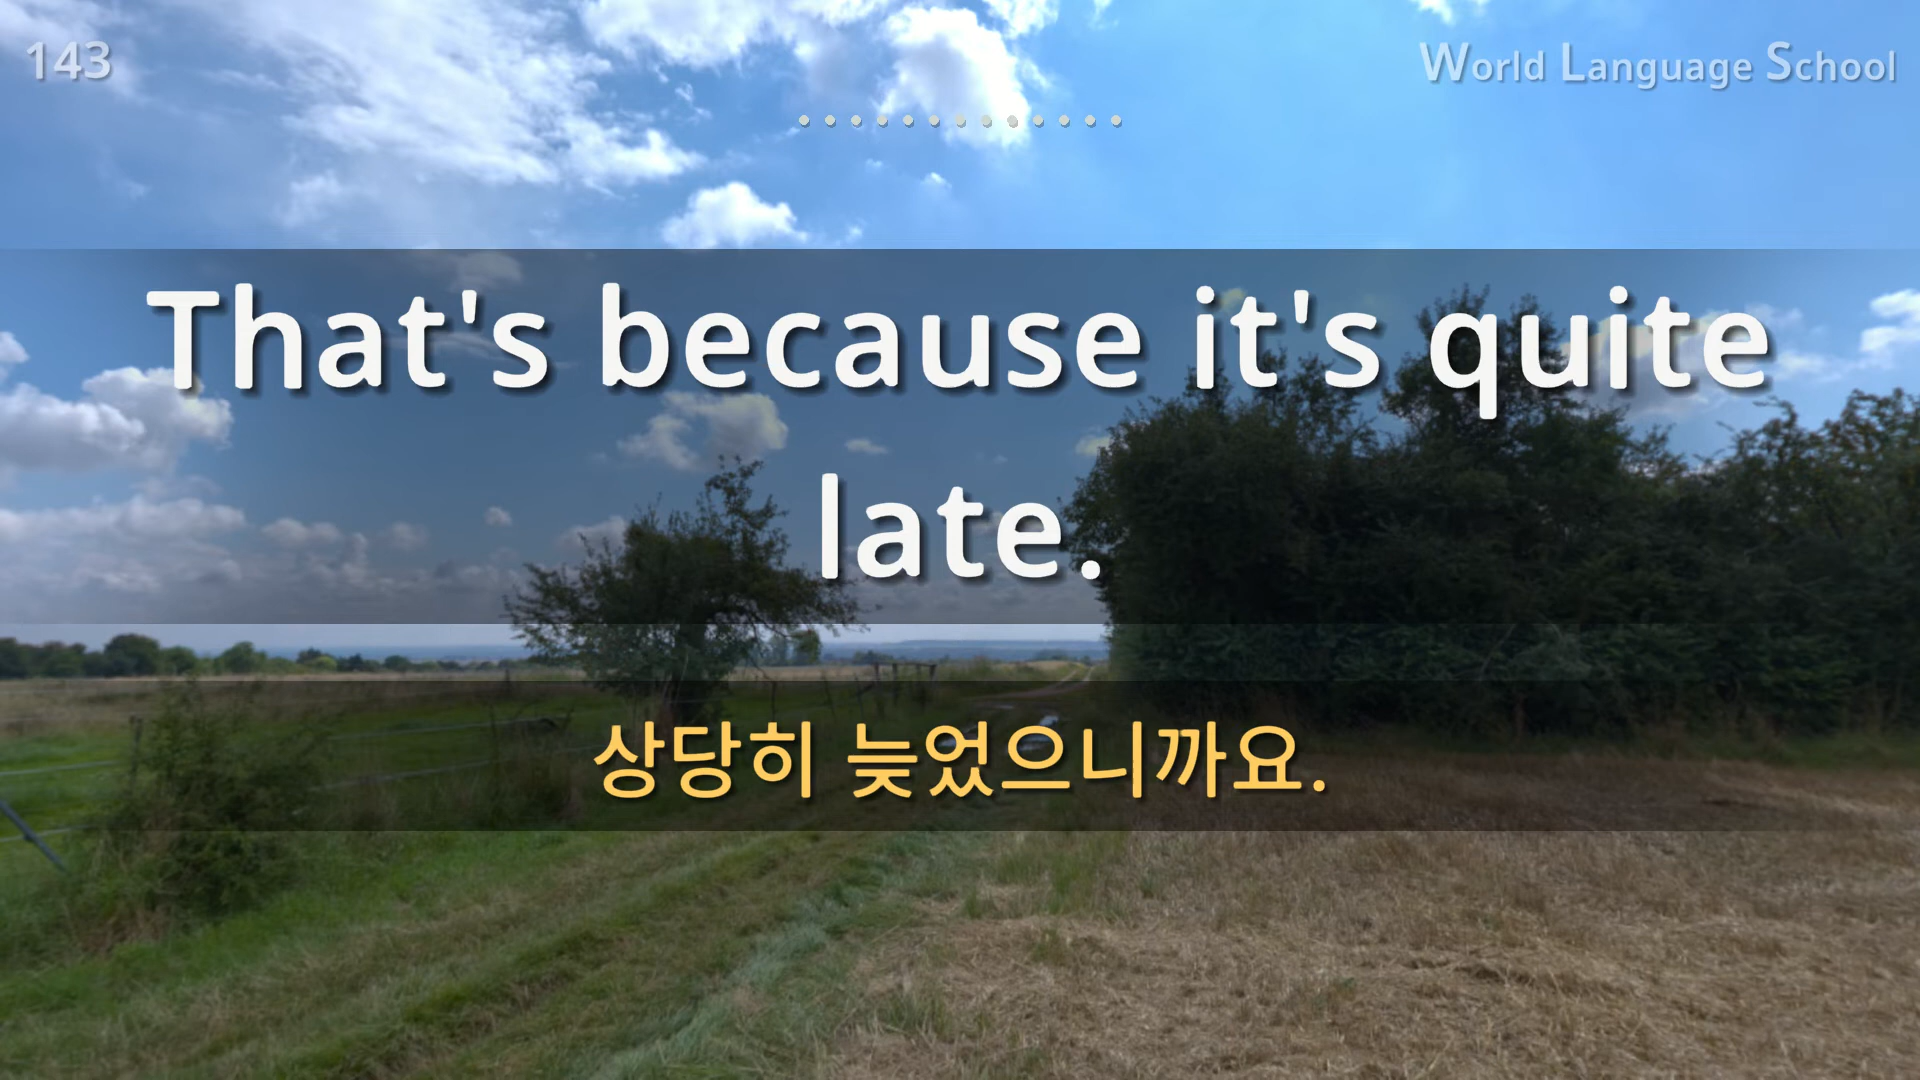 143
World Language School
That's because it's quite
late.
상당히 늦었으니까요.